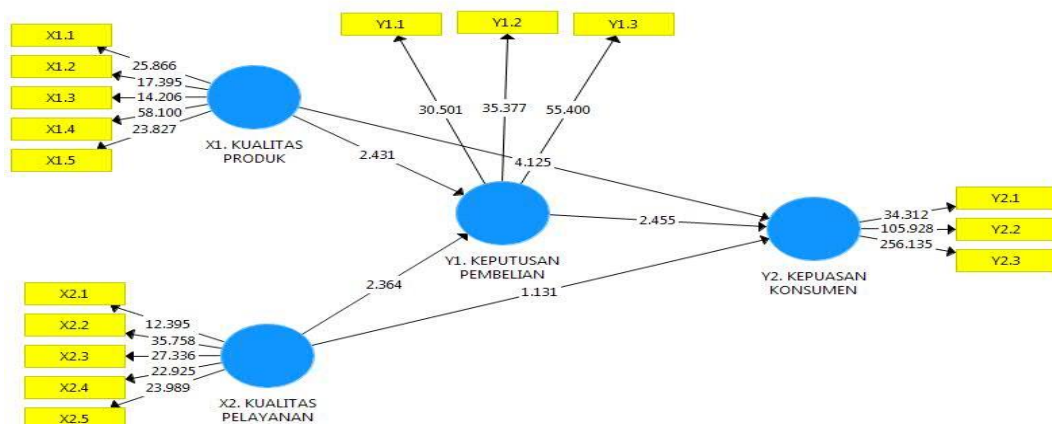 X1.1
X1.2
X1.3
X1.4
X1.5
25.866
17.395
14.206
58.100
23.827
X1. KUALITAS
PRODUK
Y1.1
Y1.2
Y1.3
30.501
35.377
55.400
2.431
4.125
Y1. KEPUTUSAN
PEMBELIAN
2.455
2.364
1.131
Y2. KEPUASAN
KONSUMEN
34.312
105.928
256.135
Y2.1
Y2.2
Y2.3
X2.1
X2.2
X2.3
X2.4
X2.5
12.395
35.758
27.336
22.925
23.989
X2. KUALITAS
PELAYANAN